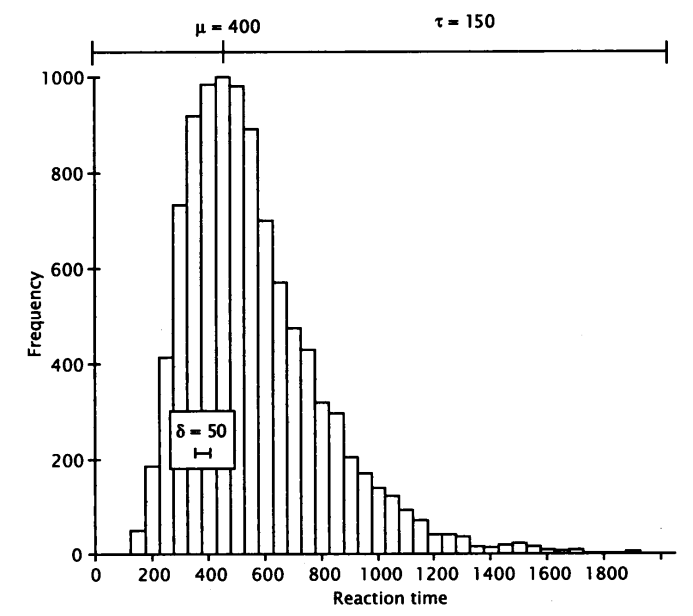 μ = 400
τ = 150
1000
800
600
400
200
0
Frequency
δ = 50
0 200 400 600 800 1000 1200 1400 1600 1800
Reaction time